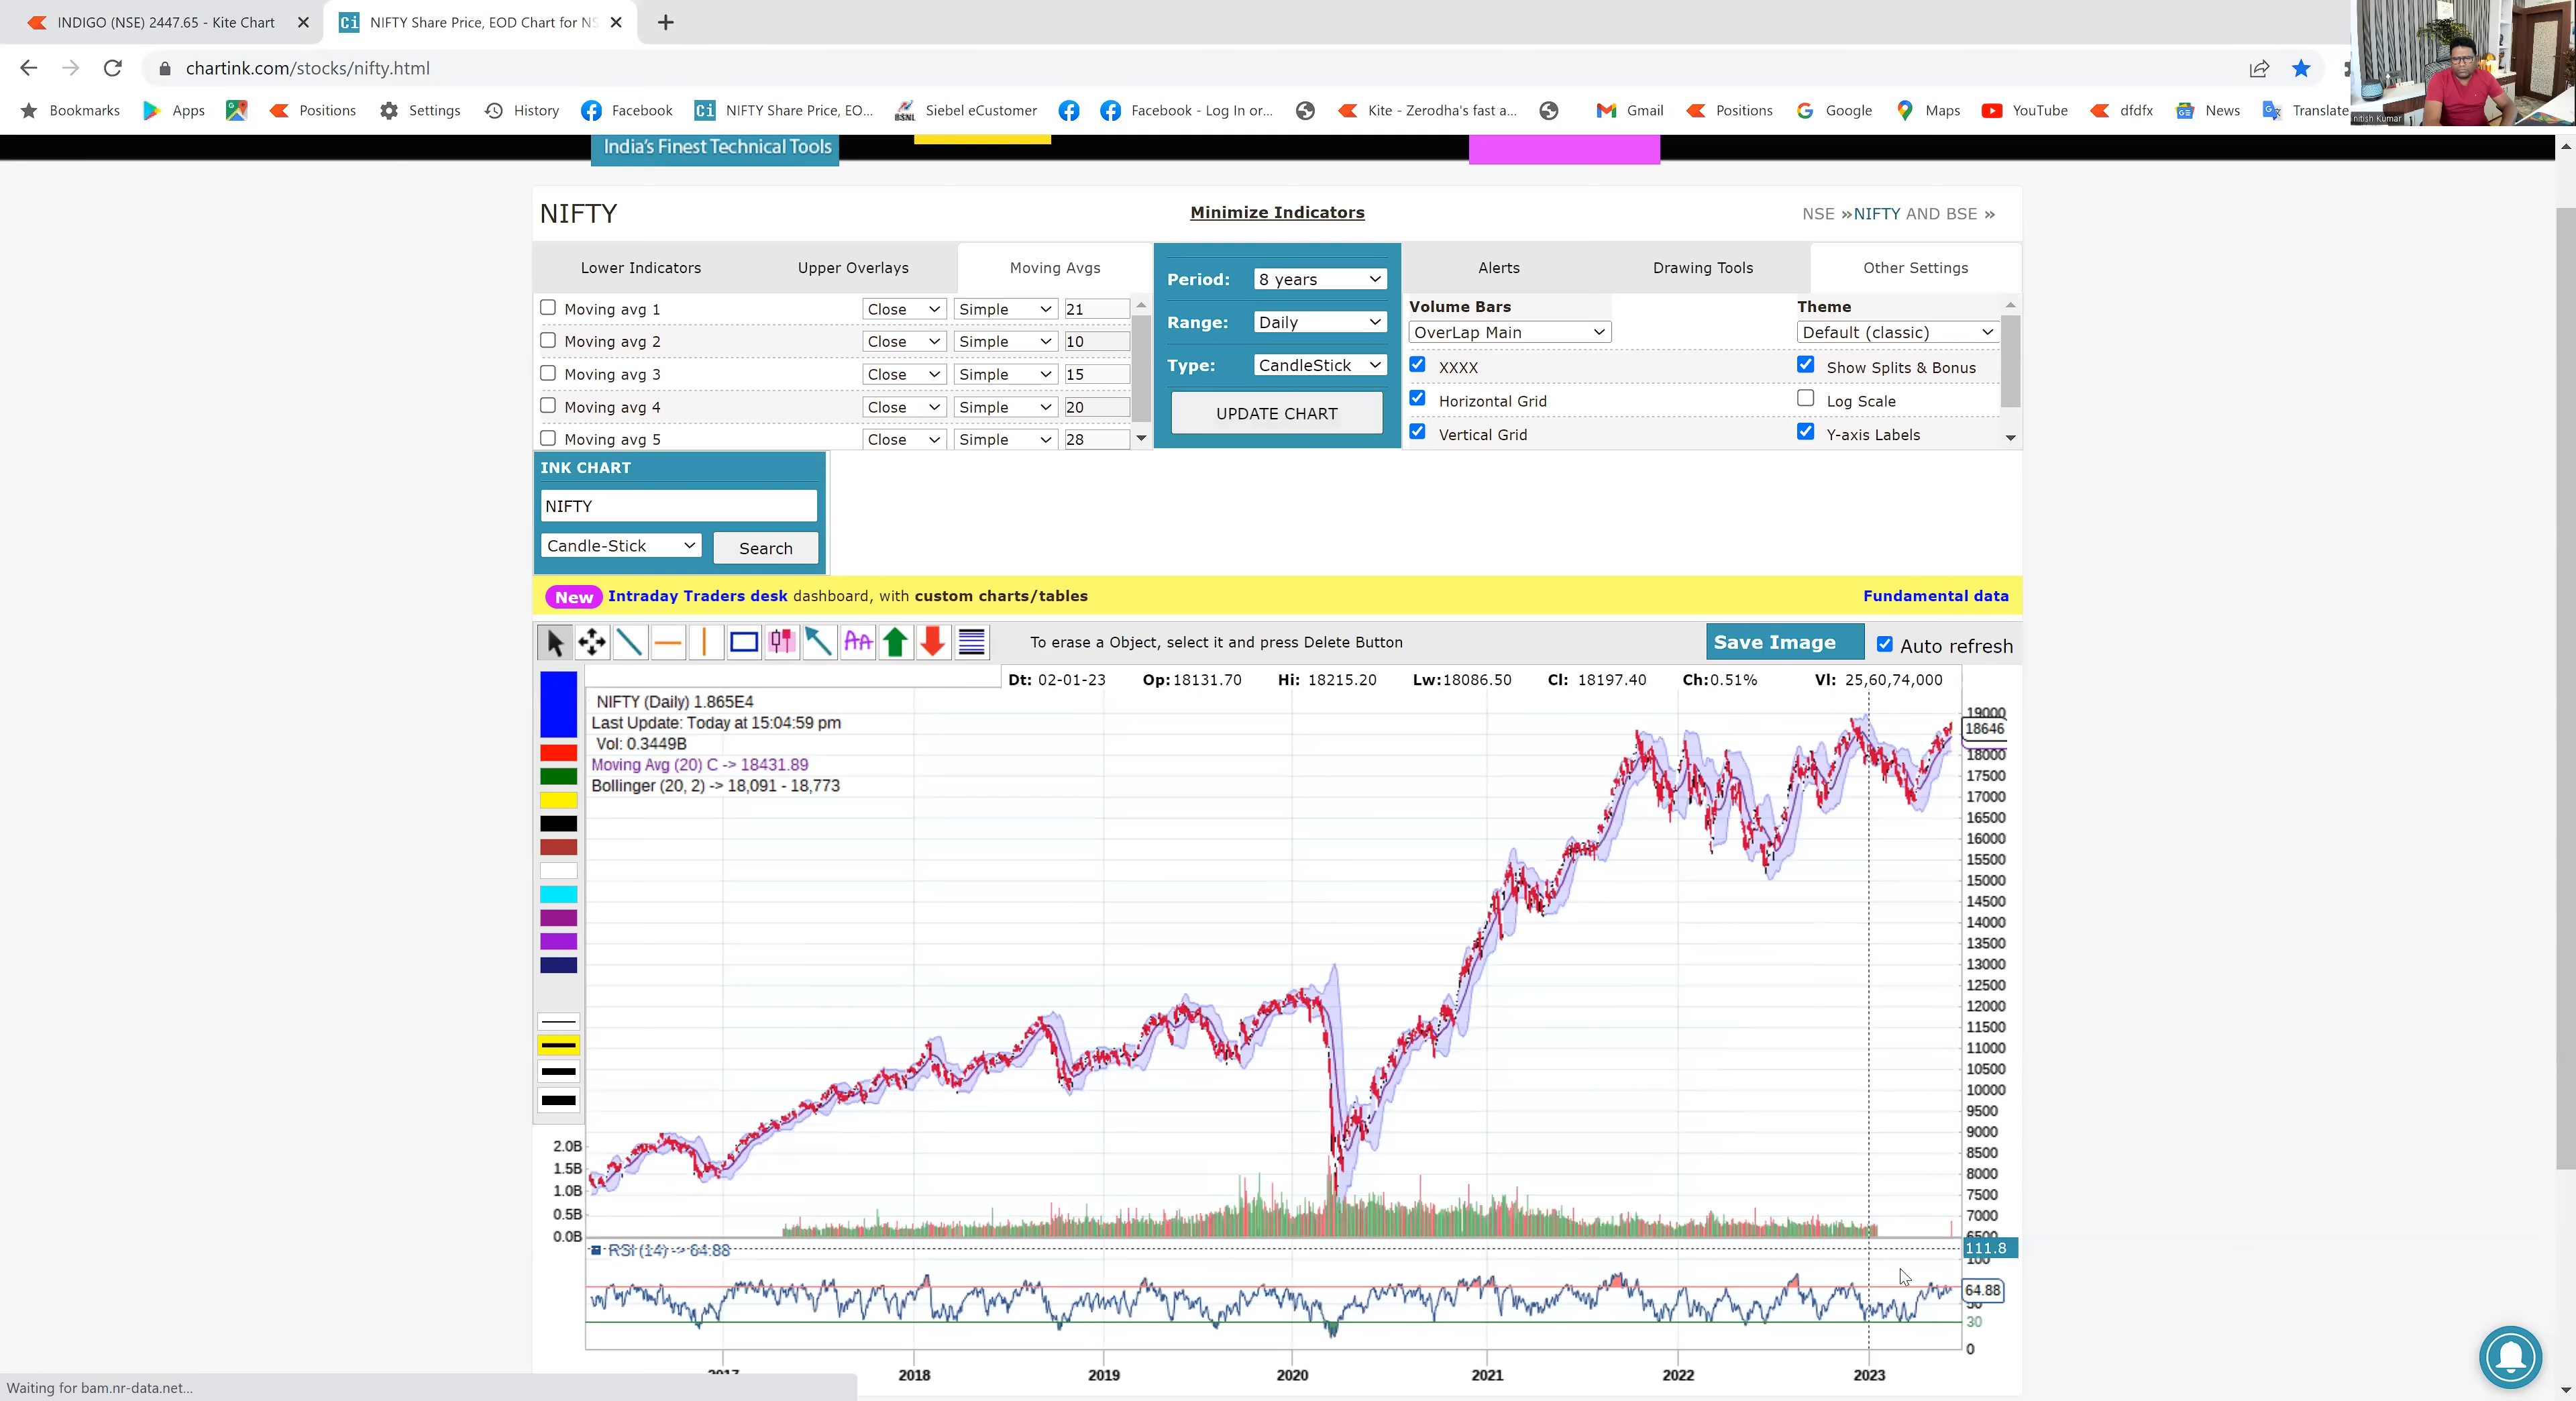 INDIGO (NSE) 2447.65 - Kite Chart
NIFTY Share Price, EOD Chart for NS
chartink.com/stocks/nifty.html
Bookmarks Apps Positions Settings History Facebook NIFTY Share Price, EO... BSNL Siebel eCustomer Facebook - Log In or... Kite - Zerodha's fast a... Gmail Positions Google Maps YouTube dfdfx News Translate
nitish Kumar
India's Finest Technical Tools
NIFTY Minimize Indicators NSE »NIFTY AND BSE »
Lower Indicators Upper Overlays Moving Avgs
Moving avg 1 Close Simple 21
Moving avg 2 Close Simple 10
Moving avg 3 Close Simple 15
Moving avg 4 Close Simple 20
Moving avg 5 Close Simple 28
Period: 8 years
Range: Daily
Type: CandleStick
UPDATE CHART
Alerts Drawing Tools Other Settings
Volume Bars Theme
OverLap Main Default (classic)
XXXX Show Splits & Bonus
Horizontal Grid Log Scale
Vertical Grid Y-axis Labels
INK CHART
NIFTY
Candle-Stick Search
New Intraday Traders desk dashboard, with custom charts/tables Fundamental data
To erase a Object, select it and press Delete Button Save Image Auto refresh
Dt: 02-01-23 Op:18131.70 Hi: 18215.20 Lw:18086.50 Cl: 18197.40 Ch:0.51% Vl: 25,60,74,000
NIFTY (Daily) 1.865E4
Last Update: Today at 15:04:59 pm
Vol: 0.3449B
Moving Avg (20) C -> 18431.89
Bollinger (20, 2) -> 18,091 - 18,773
19000
18646
18000
17500
17000
16500
16000
15500
15000
14500
14000
13500
13000
12500
12000
11500
11000
10500
10000
9500
9000
8500
8000
7500
7000
6500
2.0B
1.5B
1.0B
0.5B
0.0B
RSI (14) -> 64.88
111.8
100
64.88
50
30
0
2017 2018 2019 2020 2021 2022 2023
Waiting for bam.nr-data.net...